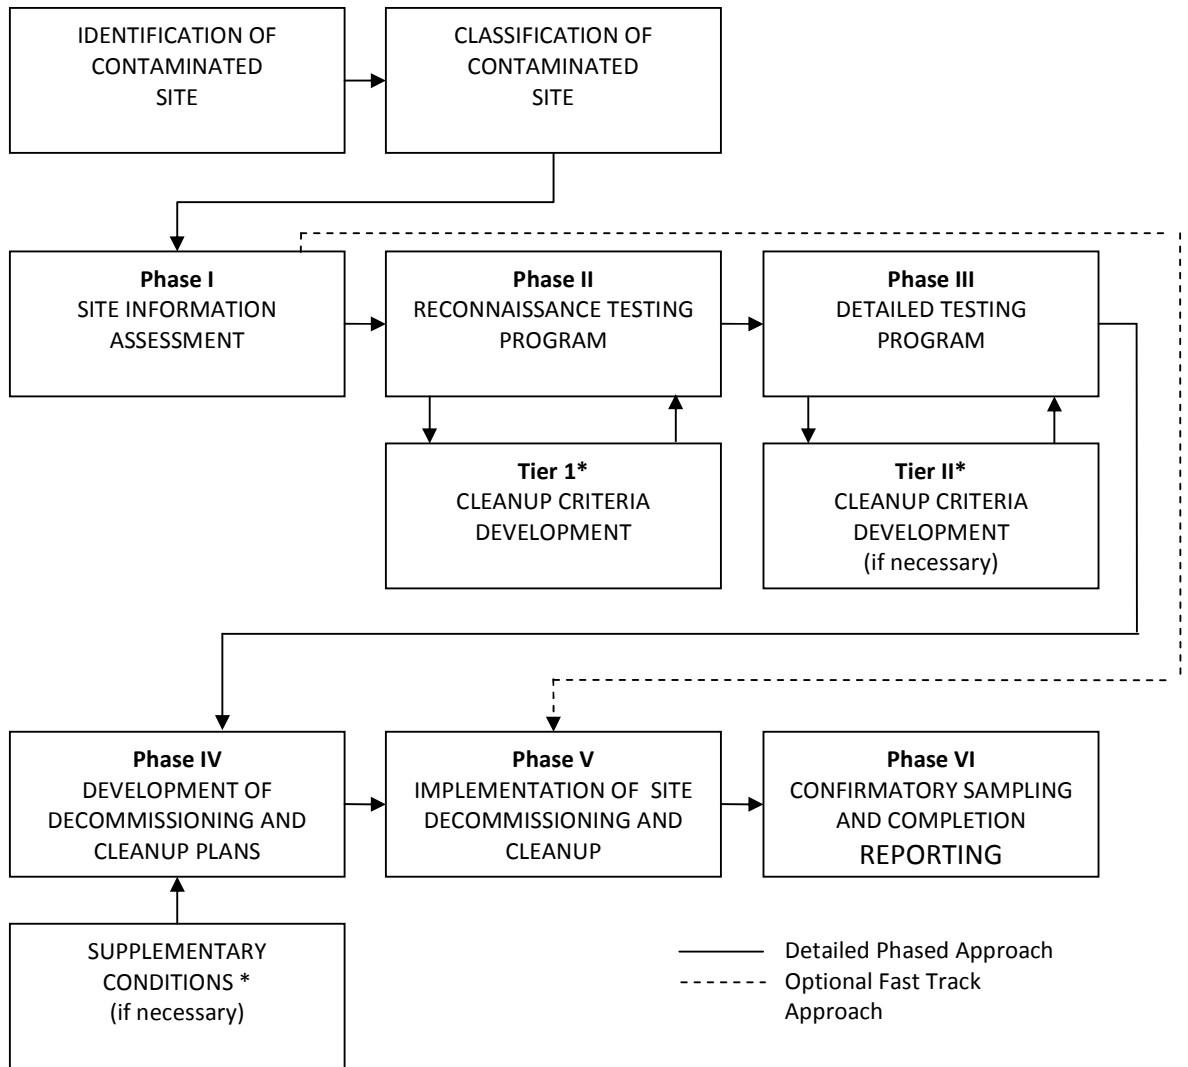 IDENTIFICATION OF
CONTAMINATED
SITE
CLASSIFICATION OF
CONTAMINATED
SITE
Phase I
SITE INFORMATION
ASSESSMENT
Phase II
RECONNAISSANCE TESTING
PROGRAM
Phase III
DETAILED TESTING
PROGRAM
Tier 1*
CLEANUP CRITERIA
DEVELOPMENT
Tier II*
CLEANUP CRITERIA
DEVELOPMENT
(if necessary)
Phase IV
DEVELOPMENT OF
DECOMMISSIONING AND
CLEANUP PLANS
Phase V
IMPLEMENTATION OF SITE
DECOMMISSIONING AND
CLEANUP
Phase VI
CONFIRMATORY SAMPLING
AND COMPLETION
REPORTING
SUPPLEMENTARY
CONDITIONS *
(if necessary)
Detailed Phased Approach
Optional Fast Track
Approach